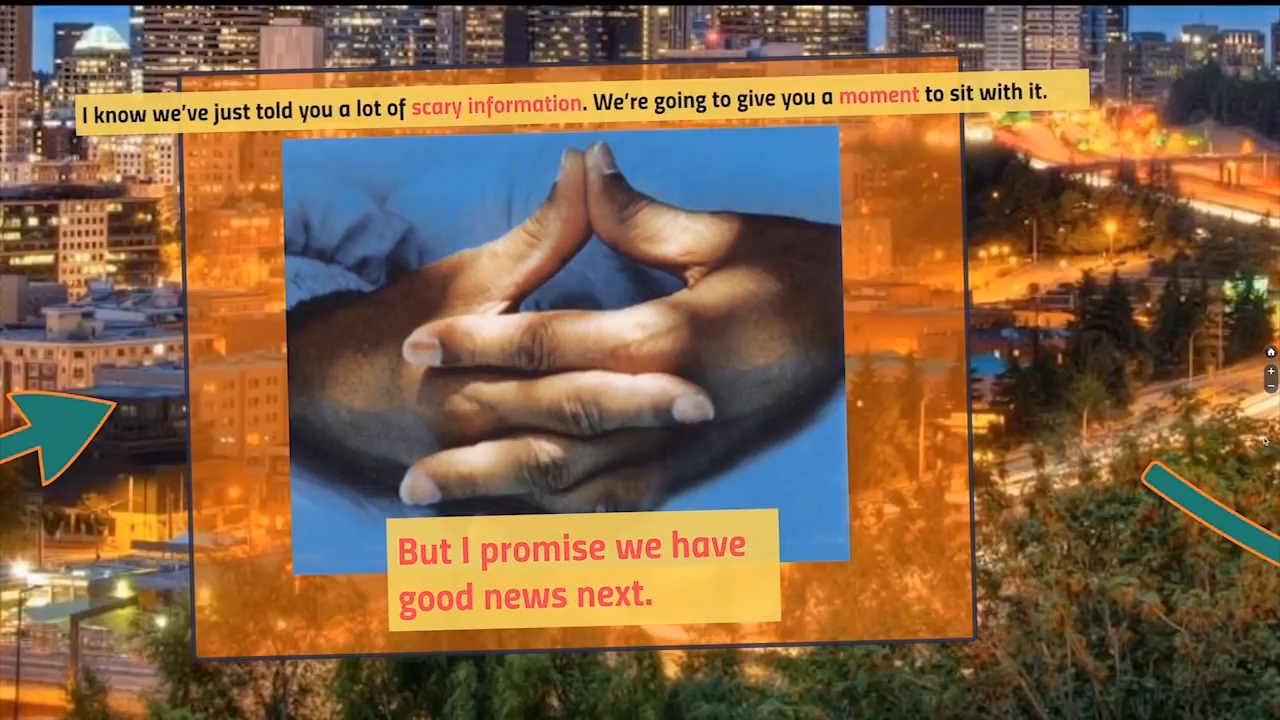 I know we've just told you a lot of scary information. We're going to give you a moment to sit with it.
But I promise we have
good news next.